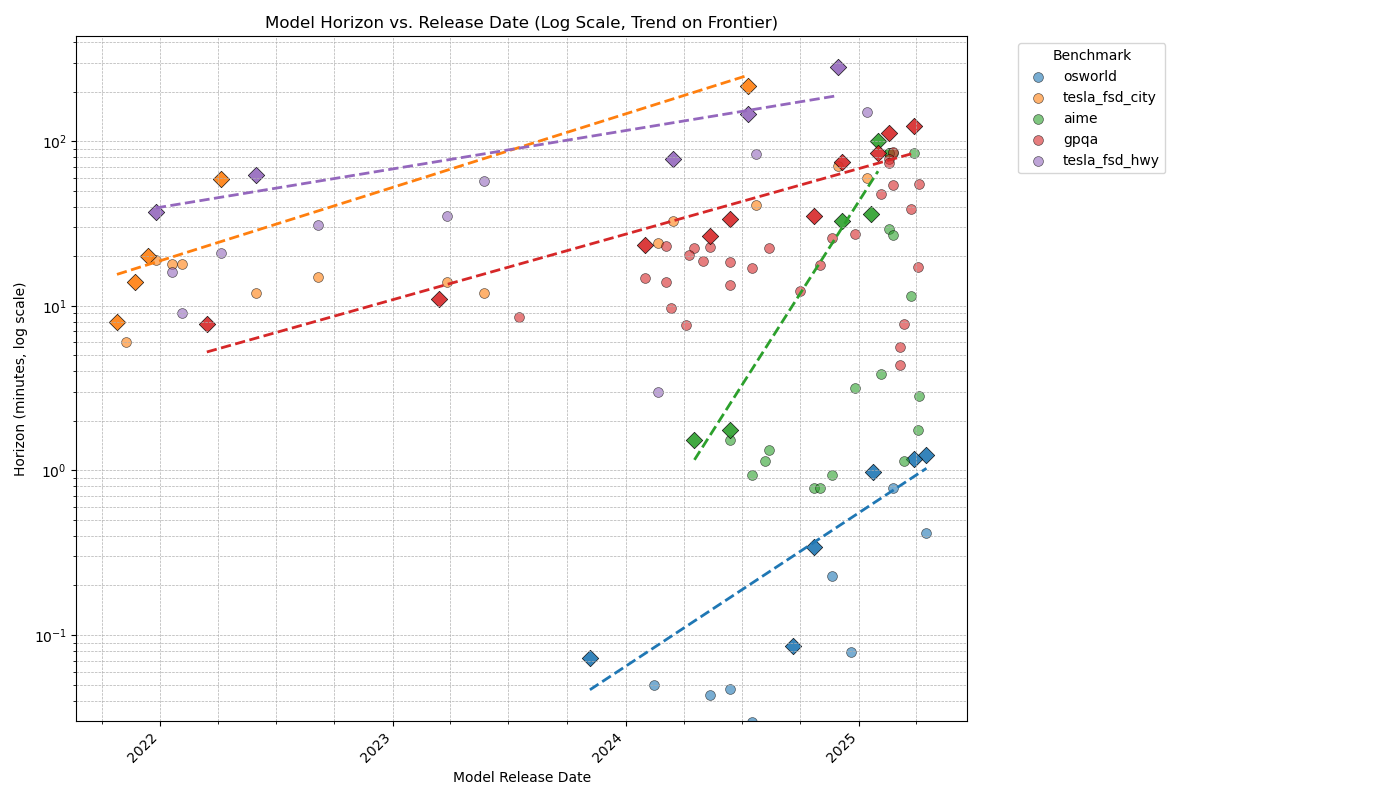 Model Horizon vs. Release Date (Log Scale, Trend on Frontier)
Benchmark
osworld
tesla_fsd_city
aime
gpqa
tesla_fsd_hwy
Horizon (minutes, log scale)
10²
10¹
10⁰
10⁻¹
2022
2023
2024
2025
Model Release Date